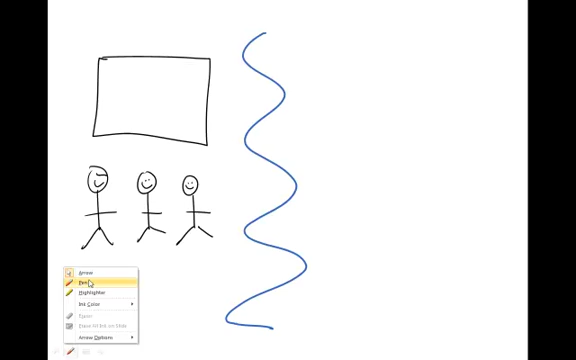 Arrow
Pen
Highlighter
Ink Color
Eraser
Erase All Ink on Slide
Arrow Options